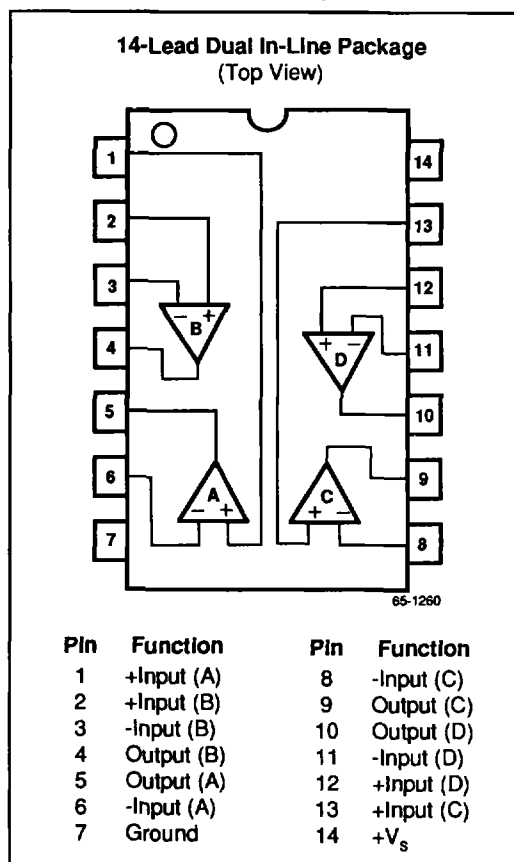 14-Lead Dual In-Line Package
(Top View)
1
2
3
4
5
6
7
14
13
12
11
10
9
8
- +
B
+ -
D
A
- +
C
+ -
65-1260
Pin Function Pin Function
1 +Input (A) 8 -Input (C)
2 +Input (B) 9 Output (C)
3 -Input (B) 10 Output (D)
4 Output (B) 11 -Input (D)
5 Output (A) 12 +Input (D)
6 -Input (A) 13 +Input (C)
7 Ground 14 +Vs